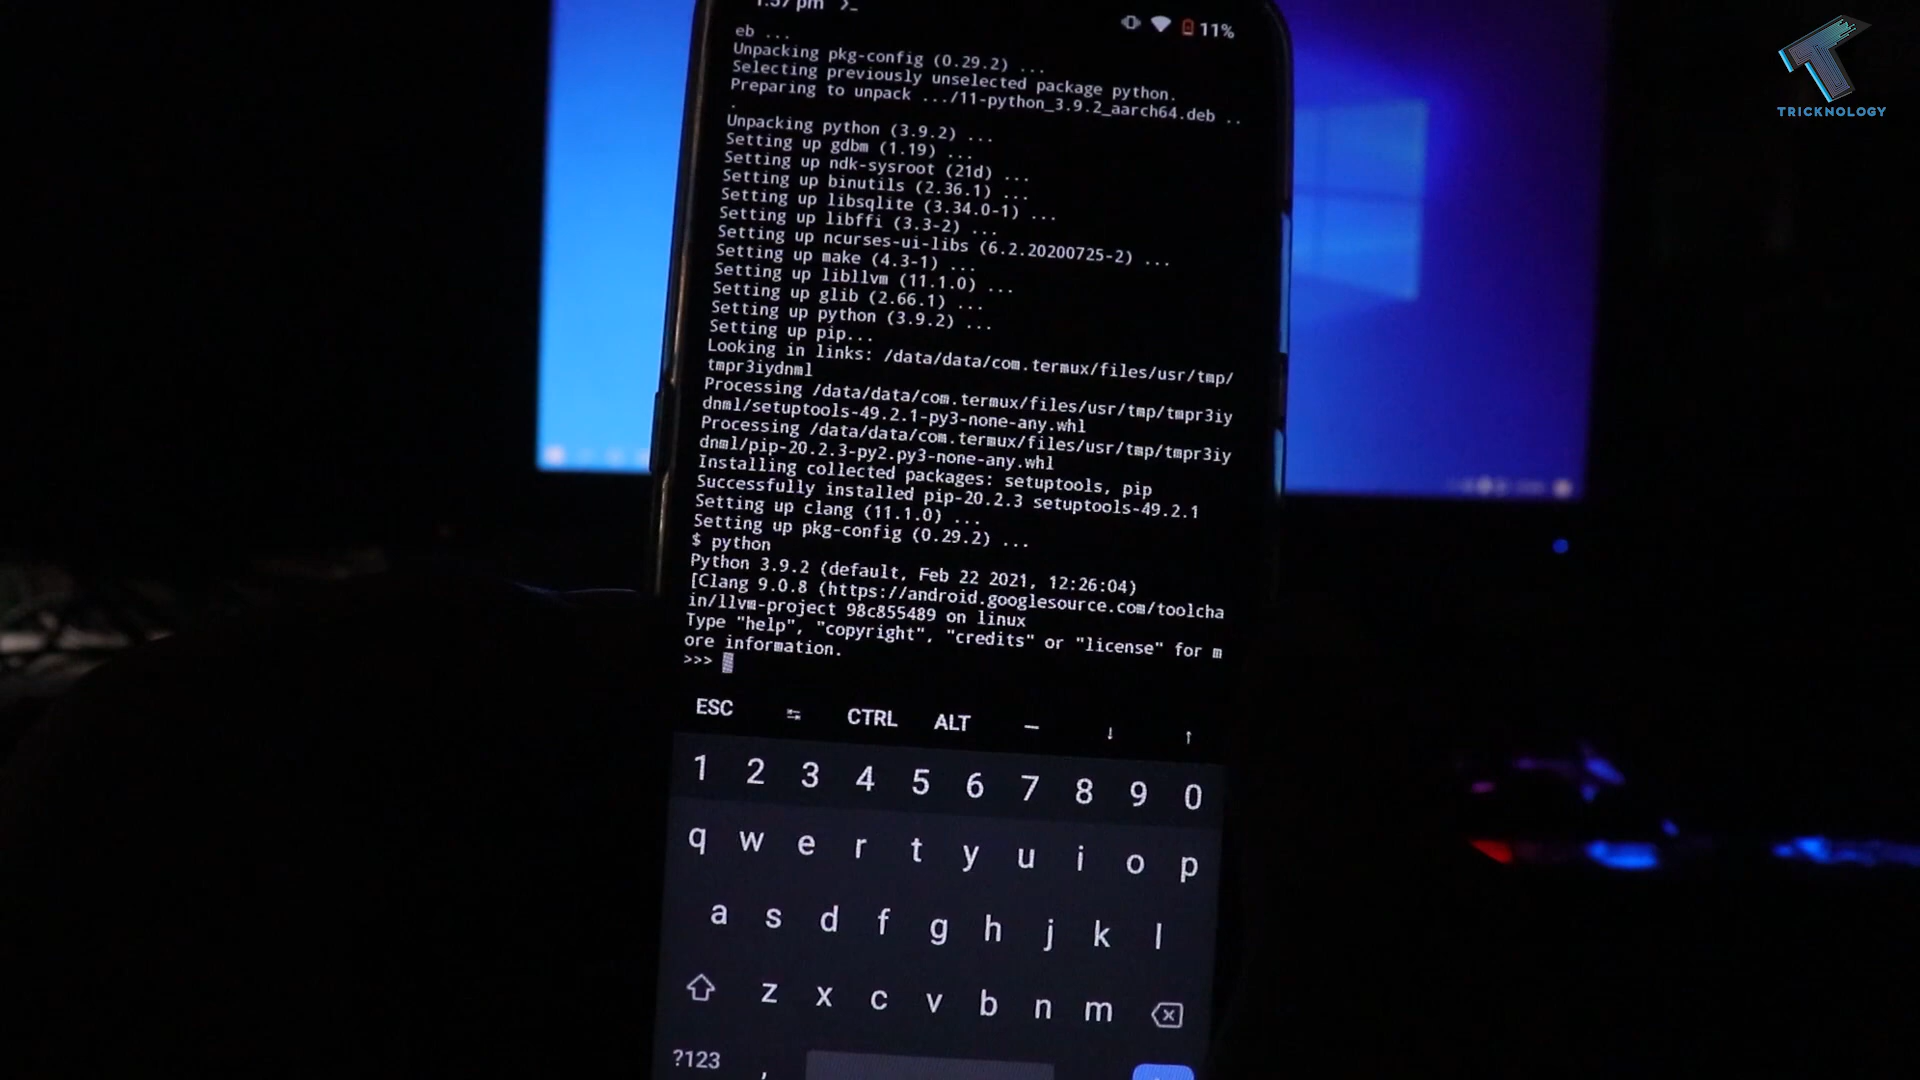 1:57 pm >_ 11%
TRICKNOLOGY
eb ...
Unpacking pkg-config (0.29.2) ...
Selecting previously unselected package python.
Preparing to unpack .../11-python_3.9.2_aarch64.deb ..
.
Unpacking python (3.9.2) ...
Setting up gdbm (1.19) ...
Setting up ndk-sysroot (21d) ...
Setting up binutils (2.36.1) ...
Setting up libsqlite (3.34.0-1) ...
Setting up libffi (3.3-2) ...
Setting up ncurses-ui-libs (6.2.20200725-2) ...
Setting up make (4.3-1) ...
Setting up libllvm (11.1.0) ...
Setting up glib (2.66.1) ...
Setting up python (3.9.2) ...
Setting up pip...
Looking in links: /data/data/com.termux/files/usr/tmp/
tmpr3iydnml
Processing /data/data/com.termux/files/usr/tmp/tmpr3iy
dnml/setuptools-49.2.1-py3-none-any.whl
Processing /data/data/com.termux/files/usr/tmp/tmpr3iy
dnml/pip-20.2.3-py2.py3-none-any.whl
Installing collected packages: setuptools, pip
Successfully installed pip-20.2.3 setuptools-49.2.1
Setting up clang (11.1.0) ...
Setting up pkg-config (0.29.2) ...
$ python
Python 3.9.2 (default, Feb 22 2021, 12:26:04)
[Clang 9.0.8 (https://android.googlesource.com/toolcha
in/llvm-project 98c855489 on linux
Type "help", "copyright", "credits" or "license" for m
ore information.
>>>
ESC ⇆ CTRL ALT — ↓ ↑
1 2 3 4 5 6 7 8 9 0
q w e r t y u i o p
a s d f g h j k l
z x c v b n m
?123 ,